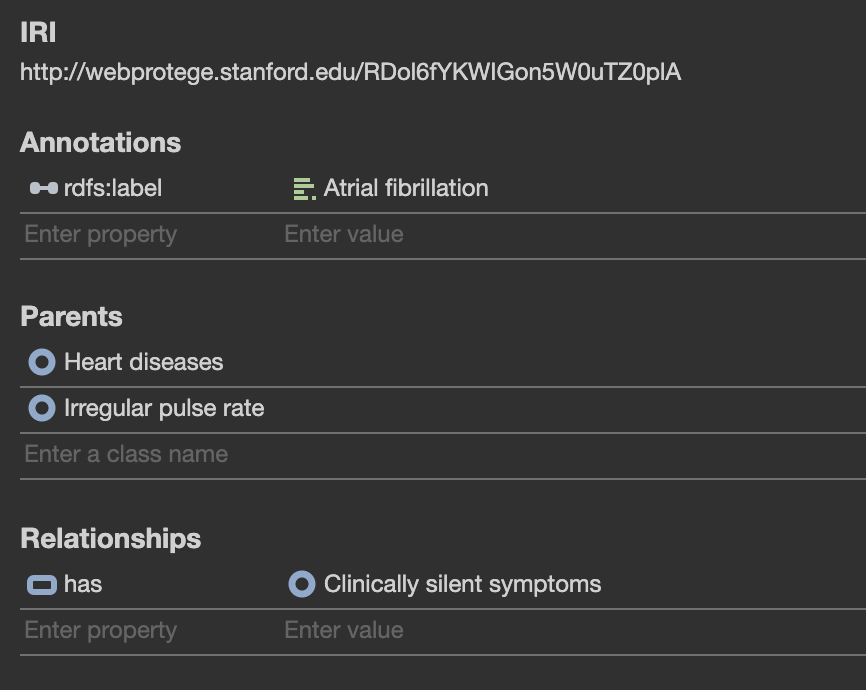 IRI
http://webprotege.stanford.edu/RDol6fYKWIGon5W0uTZ0plA
Annotations
rdfs:label Atrial fibrillation
Enter property Enter value
Parents
Heart diseases
Irregular pulse rate
Enter a class name
Relationships
has Clinically silent symptoms
Enter property Enter value